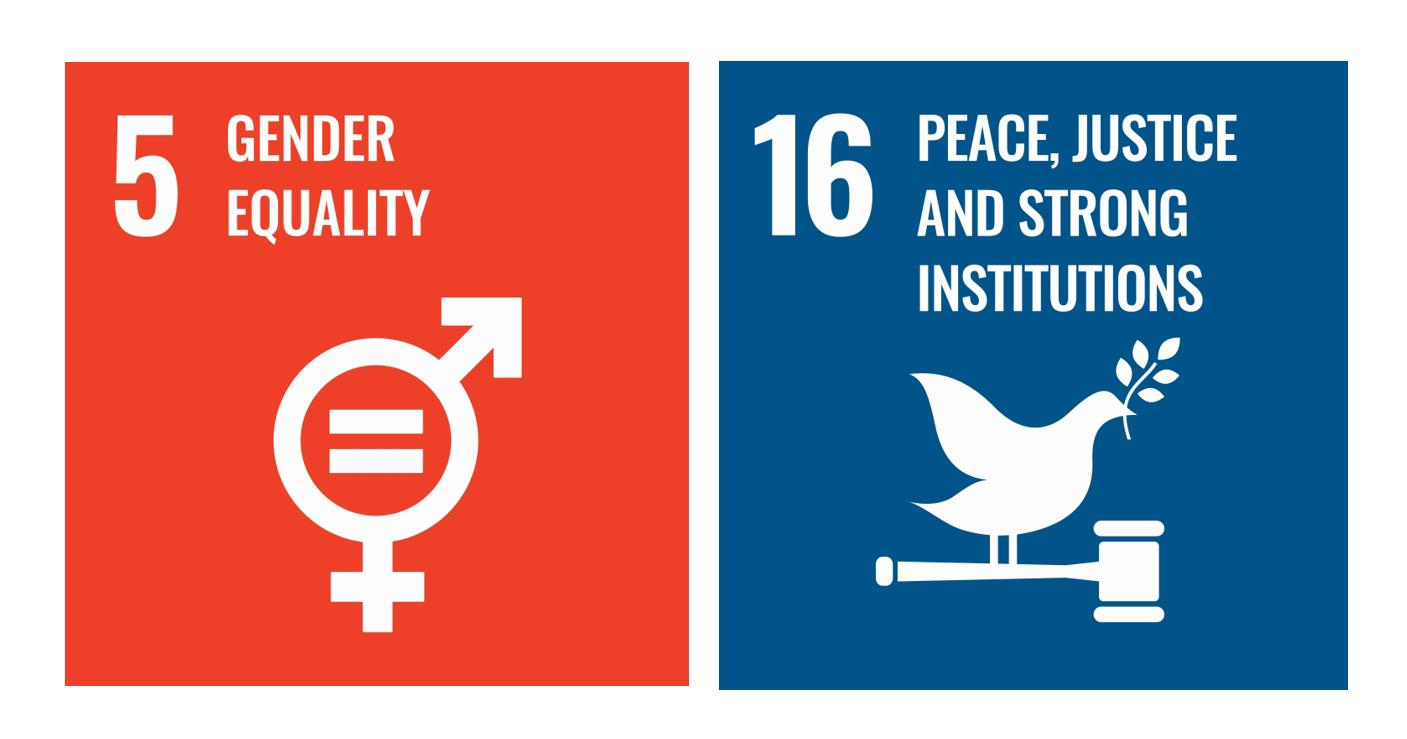 5
GENDER
EQUALITY
16
PEACE, JUSTICE
AND STRONG
INSTITUTIONS